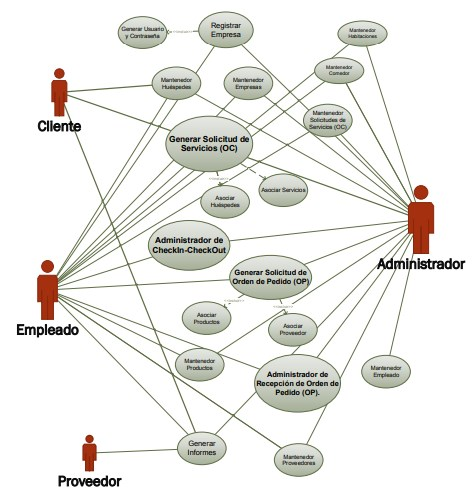 Generar Usuario
y Contraseña
Registrar
Empresa
Mantenedor
Habitaciones
Mantenedor
Comedor
Mantenedor
Huéspedes
Mantenedor
Empresas
Cliente
Mantenedor
Solicitudes de
Servicios (OC)
Generar Solicitud de
Servicios (OC)
Asociar
Huéspedes
Asociar Servicios
Administrador de
CheckIn-CheckOut
Administrador
Generar Solicitud de
Orden de Pedido (OP)
Empleado
Asociar
Productos
Asociar
Proveedor
Mantenedor
Productos
Administrador de
Recepción de Orden de
Pedido (OP).
Mantenedor
Empleado
Generar
Informes
Mantenedor
Proveedores
Proveedor